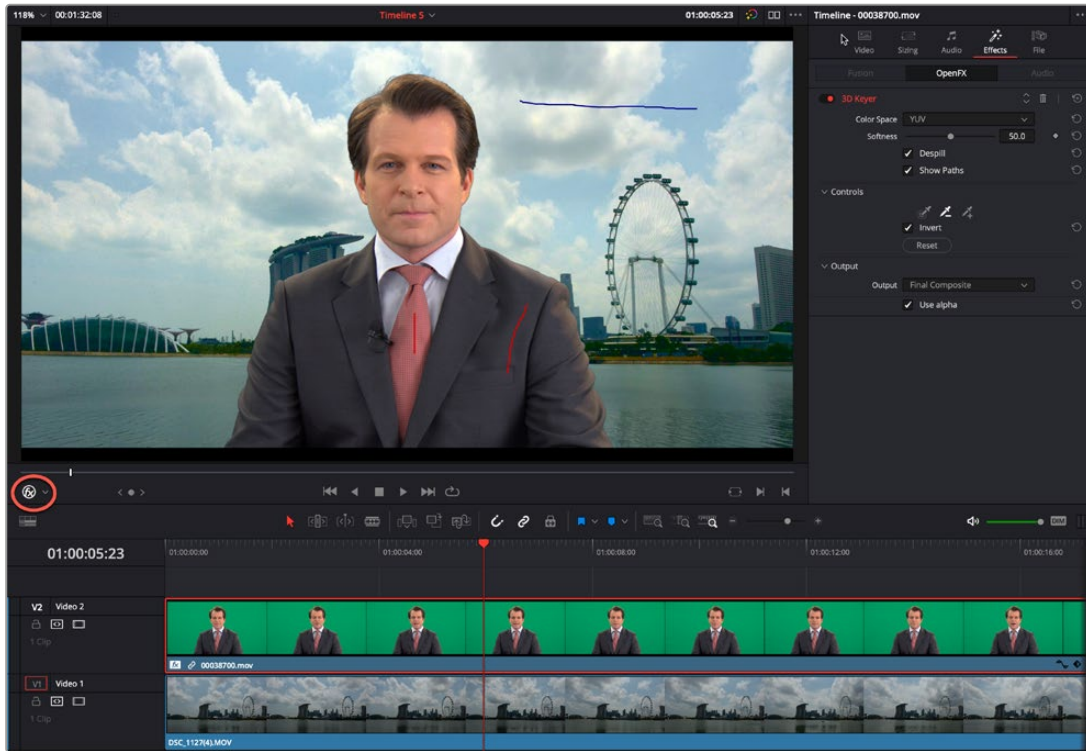 118% 00:01:32:08 Timeline 5 01:00:05:23 Timeline - 00038700.mov
Video Sizing Audio Effects File
Fusion OpenFX Audio
3D Keyer
Color Space YUV
Softness 50.0
Despill
Show Paths
Controls
Invert
Reset
Output
Output Final Composite
Use alpha
fx
DIM
01:00:05:23 01:00:00:00 01:00:04:00 01:00:08:00 01:00:12:00 01:00:16:00
V2 Video 2
1 Clip
fx 00038700.mov
V1 Video 1
1 Clip
DSC_1127(4).MOV